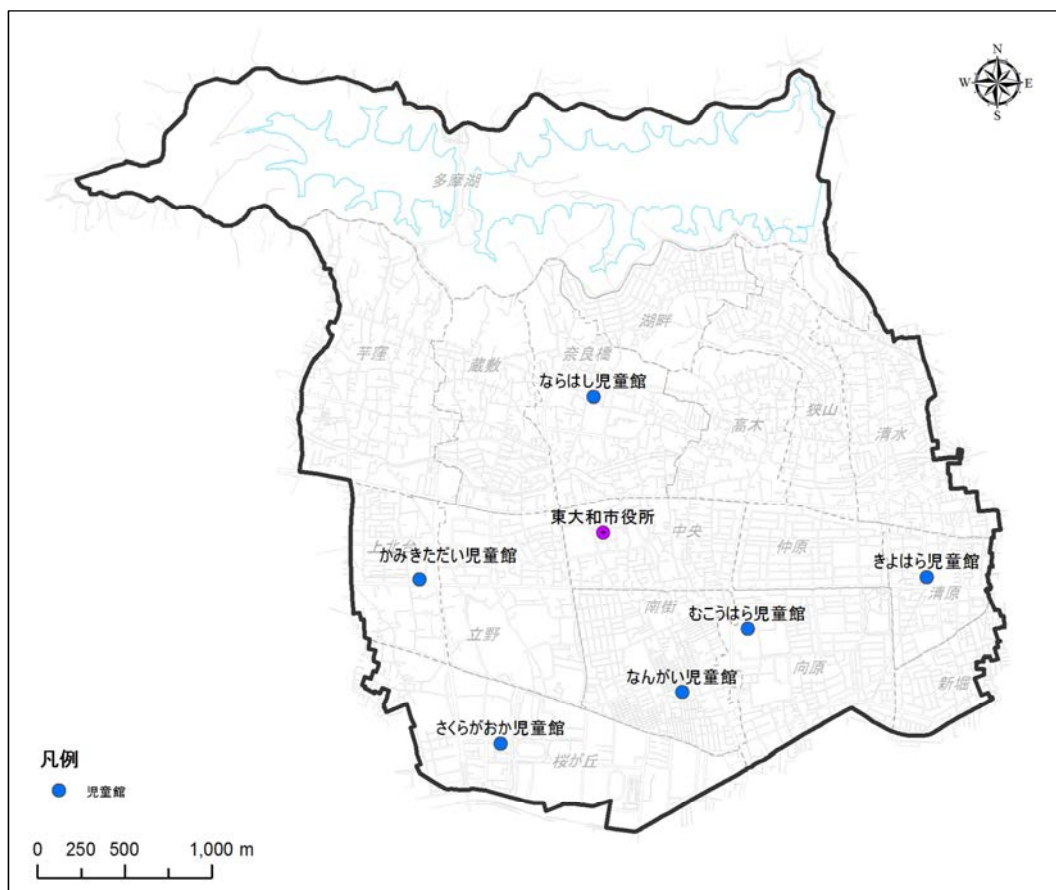 N
W
E
S
多摩湖
湖畔
芋窪
蔵敷
奈良橋
ならはし児童館
狭山
高木
清水
東大和市役所
中央
仲原
上北台
かみきただい児童館
きよはら児童館
清原
南街
むこうはら児童館
立野
向原
なんがい児童館
新堀
さくらがおか児童館
桜が丘
凡例
児童館
0 250 500 1,000 m